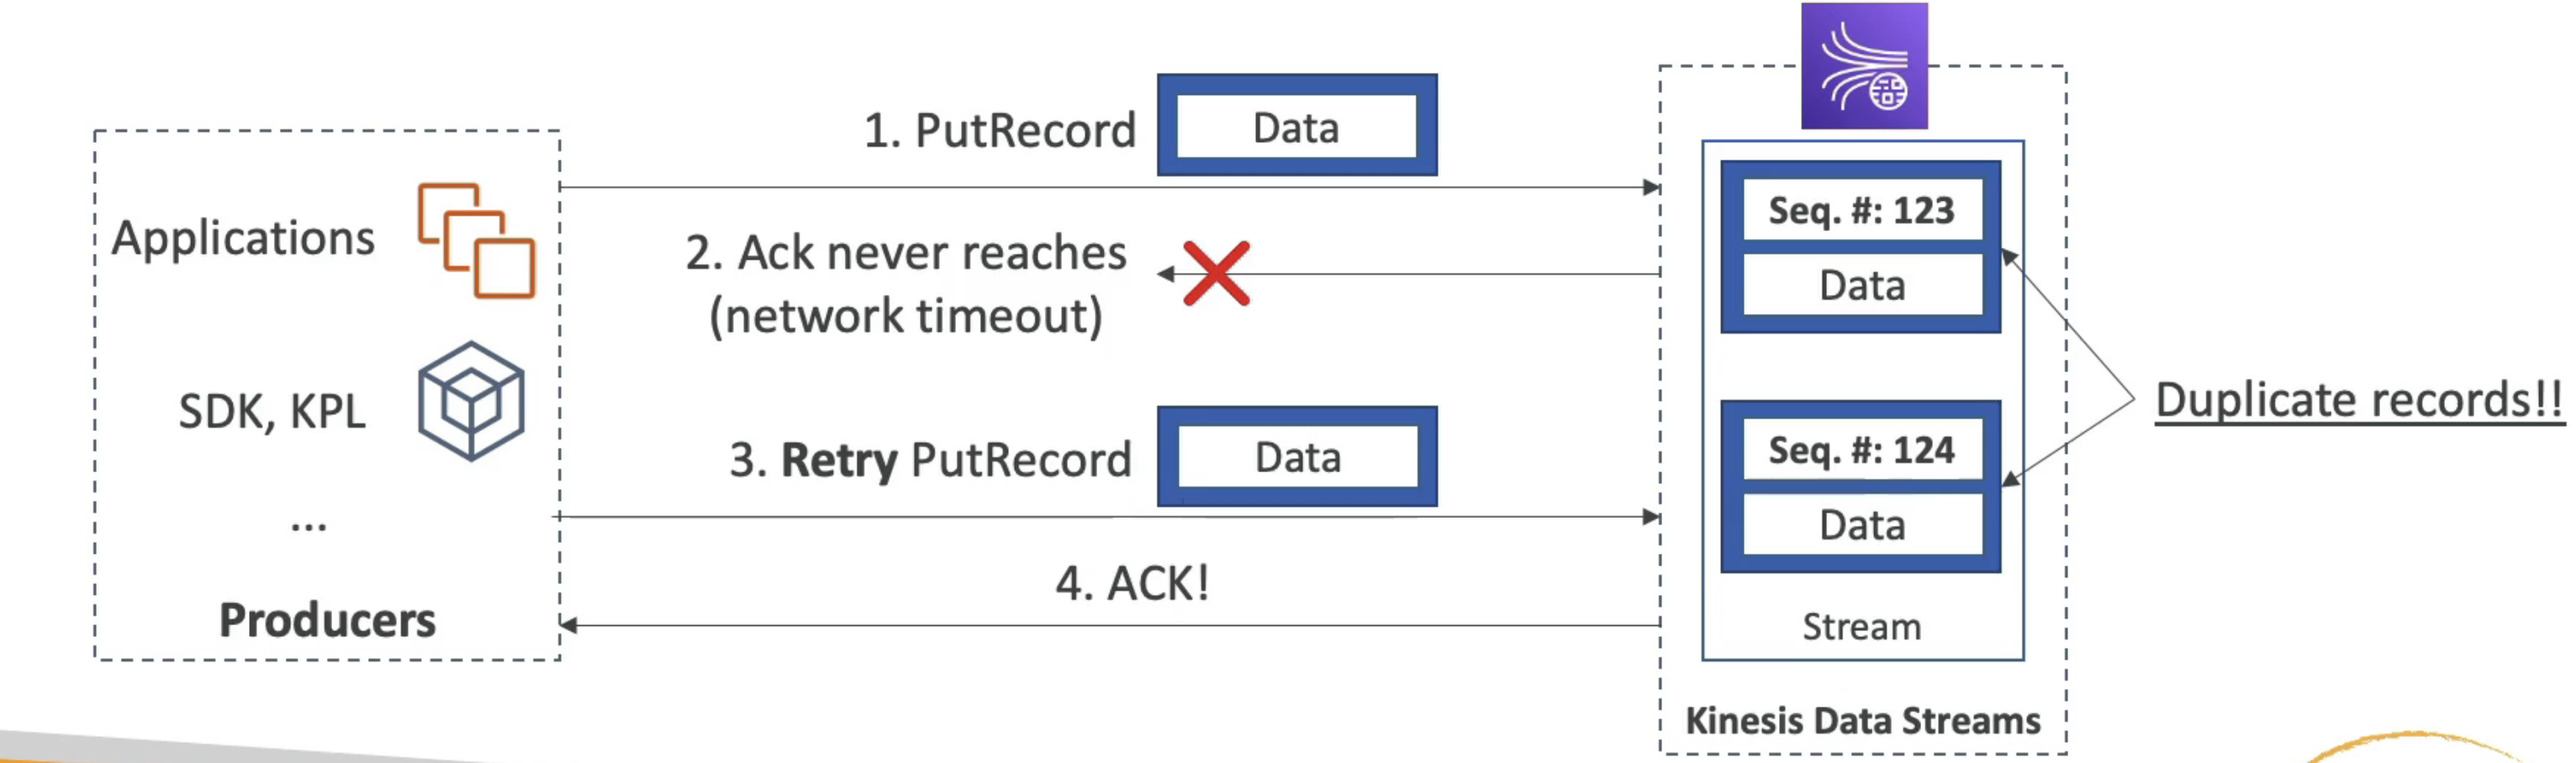 1. PutRecord
Data
Applications
2. Ack never reaches
(network timeout)
SDK, KPL
3. Retry PutRecord
Data
...
4. ACK!
Producers
Seq. #: 123
Data
Seq. #: 124
Data
Stream
Kinesis Data Streams
Duplicate records!!